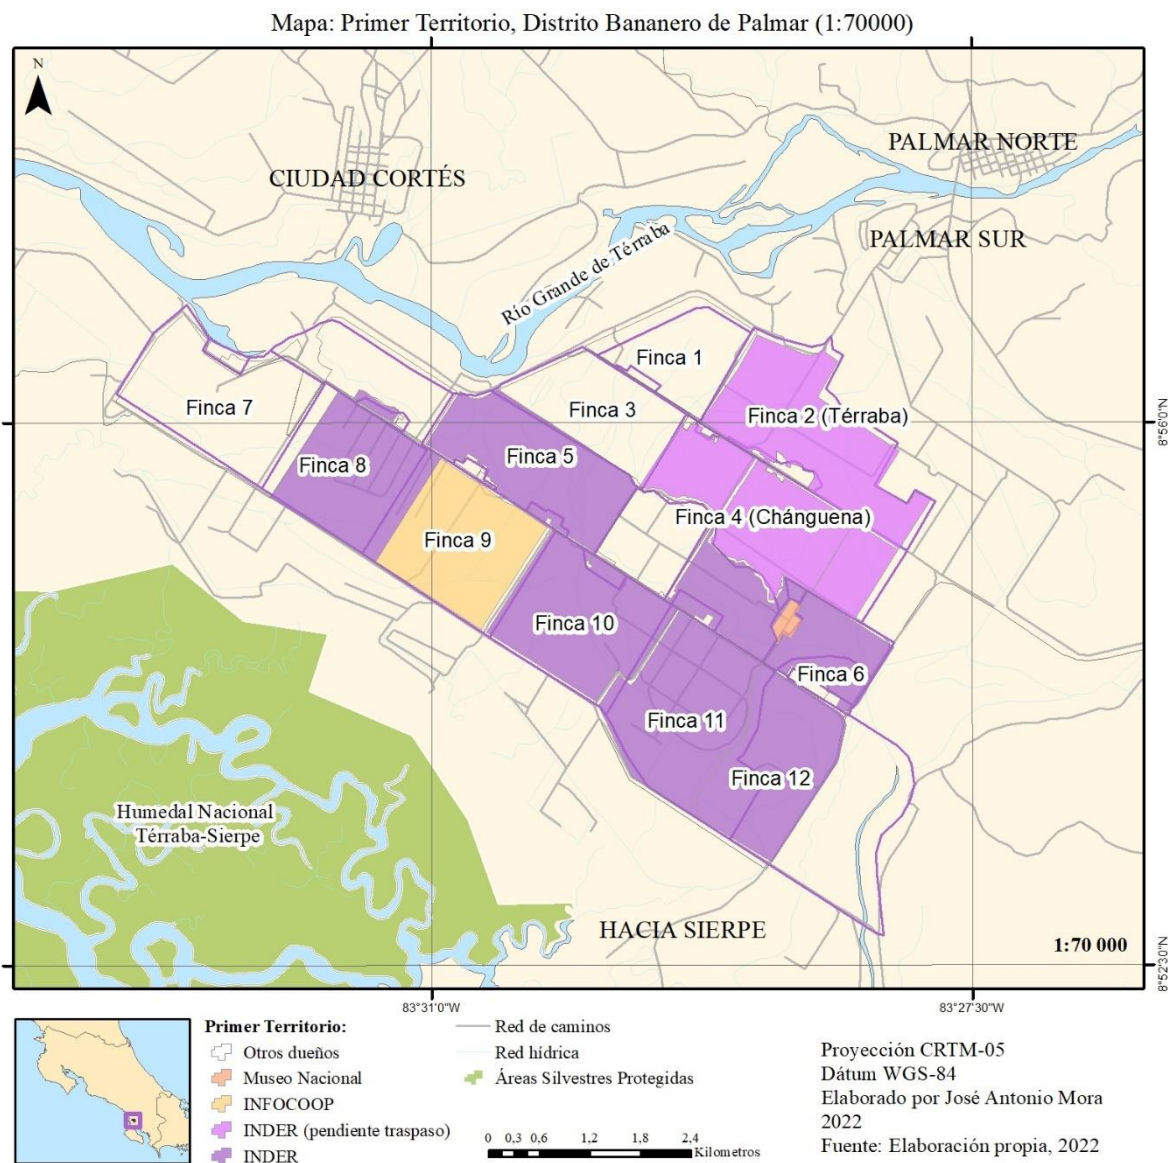 Mapa: Primer Territorio, Distrito Bananero de Palmar (1:70000)
N
PALMAR NORTE
CIUDAD CORTÉS
PALMAR SUR
Río Grande de Térraba
Finca 1
Finca 3
Finca 7
Finca 2 (Térraba)
8°56'0"N
Finca 5
Finca 8
Finca 4 (Chánguena)
Finca 9
Finca 10
Finca 6
Finca 11
Finca 12
Humedal Nacional
Térraba-Sierpe
HACIA SIERPE
1:70 000
8°52'30"N
83°31'0"W
83°27'30"W
Primer Territorio:
Otros dueños
Museo Nacional
INFOCOOP
INDER (pendiente traspaso)
INDER
Red de caminos
Red hídrica
Áreas Silvestres Protegidas
0 0,3 0,6 1,2 1,8 2,4
Kilometros
Proyección CRTM-05
Dátum WGS-84
Elaborado por José Antonio Mora
2022
Fuente: Elaboración propia, 2022